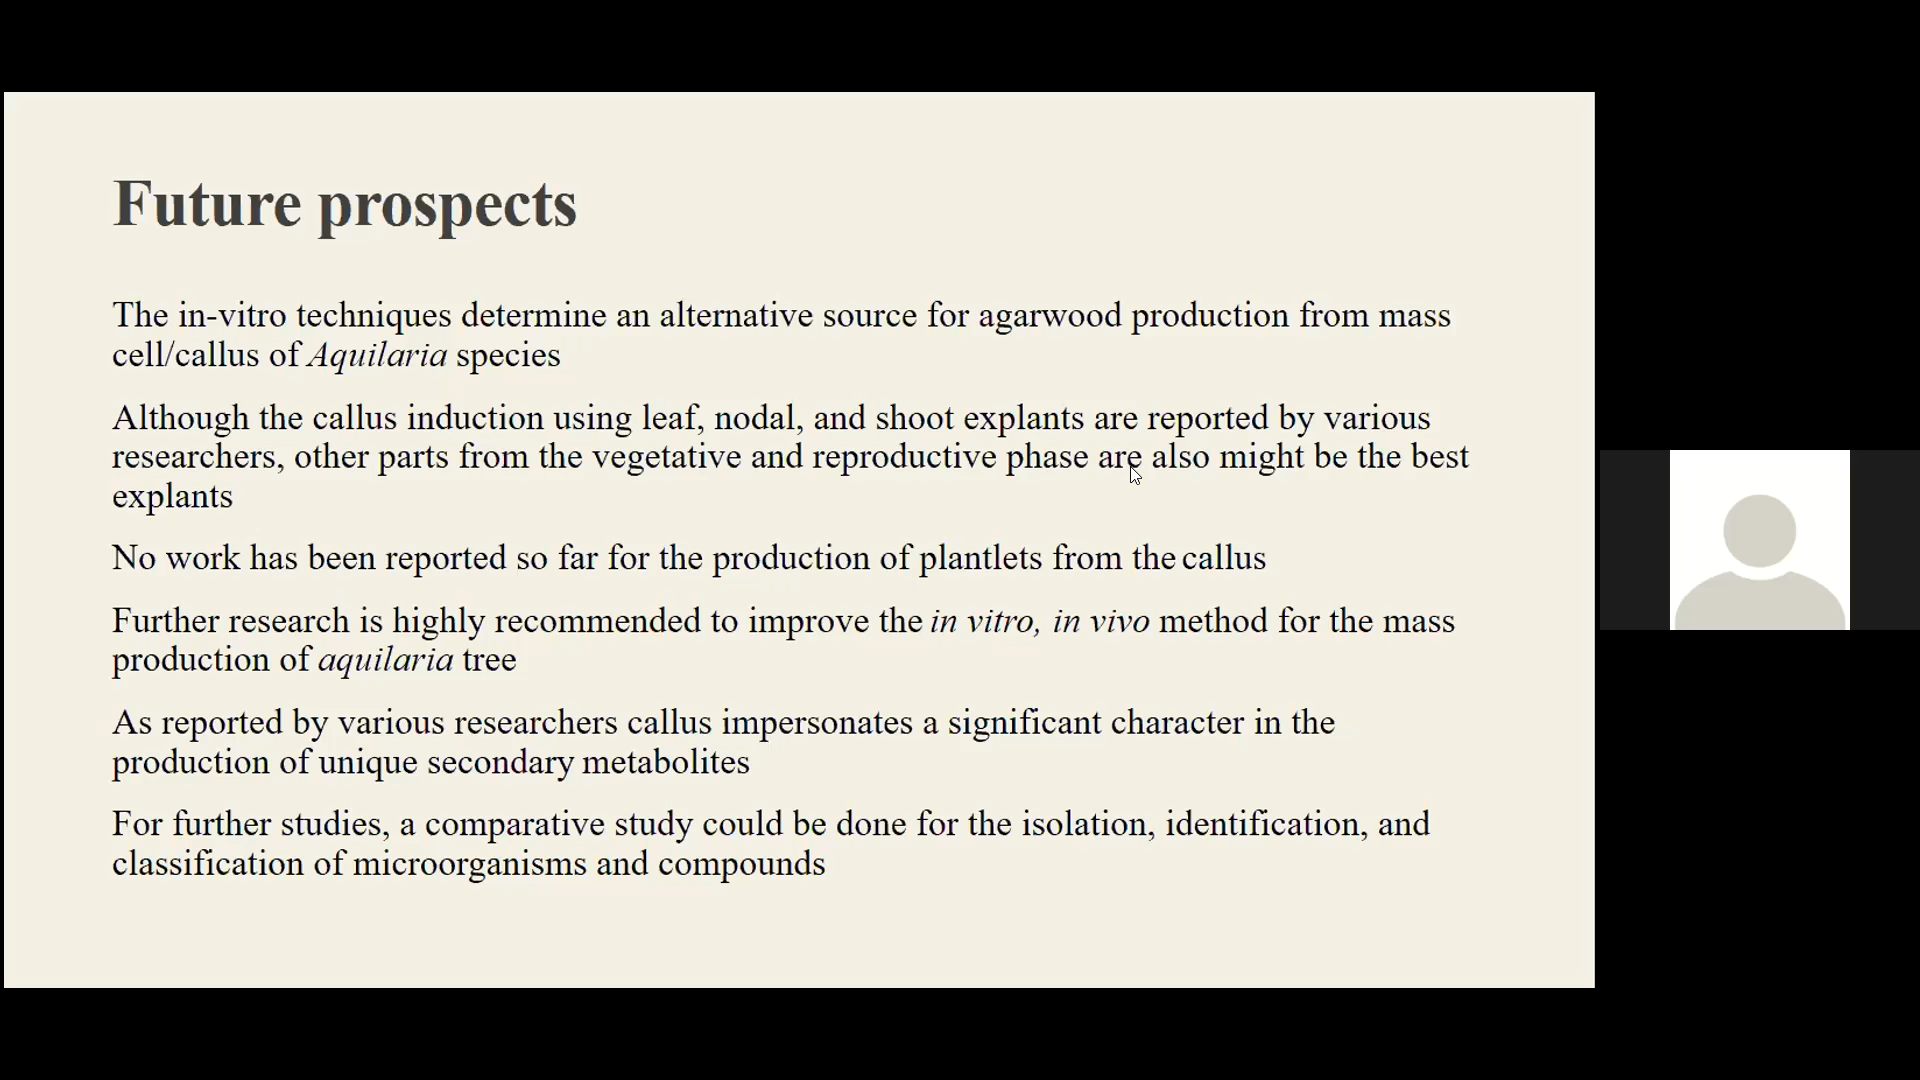 Future prospects
The in-vitro techniques determine an alternative source for agarwood production from mass
cell/callus of Aquilaria species
Although the callus induction using leaf, nodal, and shoot explants are reported by various
researchers, other parts from the vegetative and reproductive phase are also might be the best
explants
No work has been reported so far for the production of plantlets from the callus
Further research is highly recommended to improve the in vitro, in vivo method for the mass
production of aquilaria tree
As reported by various researchers callus impersonates a significant character in the
production of unique secondary metabolites
For further studies, a comparative study could be done for the isolation, identification, and
classification of microorganisms and compounds